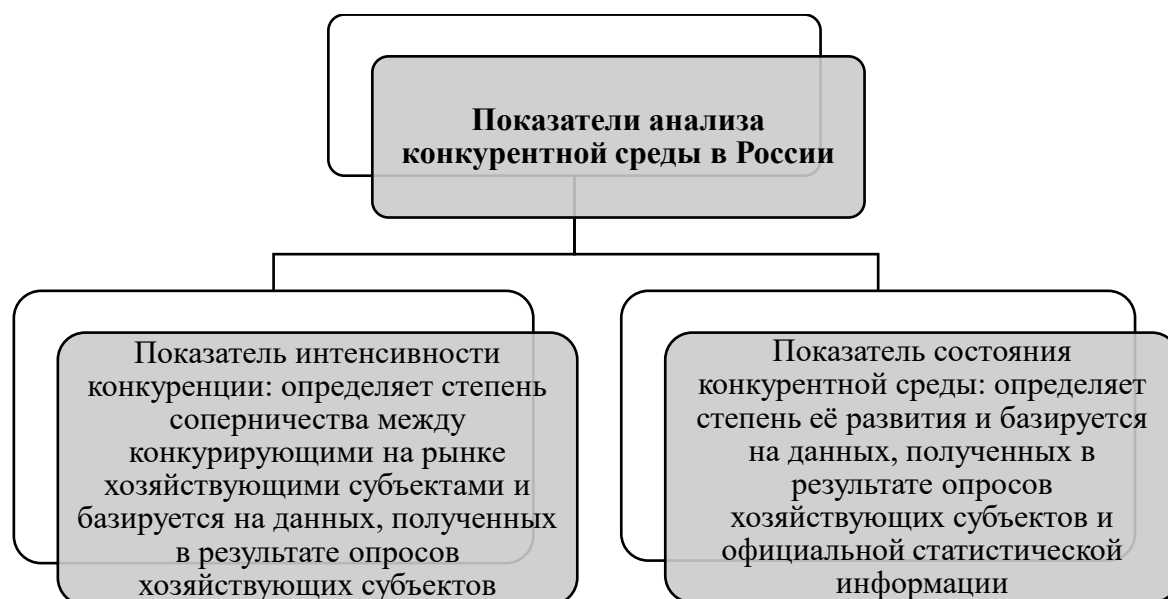 Показатели анализа
конкурентной среды в России
Показатель интенсивности
конкуренции: определяет степень
соперничества между
конкурирующими на рынке
хозяйствующими субъектами и
базируется на данных, полученных
в результате опросов
хозяйствующих субъектов
Показатель состояния
конкурентной среды: определяет
степень её развития и базируется
на данных, полученных в
результате опросов
хозяйствующих субъектов и
официальной статистической
информации